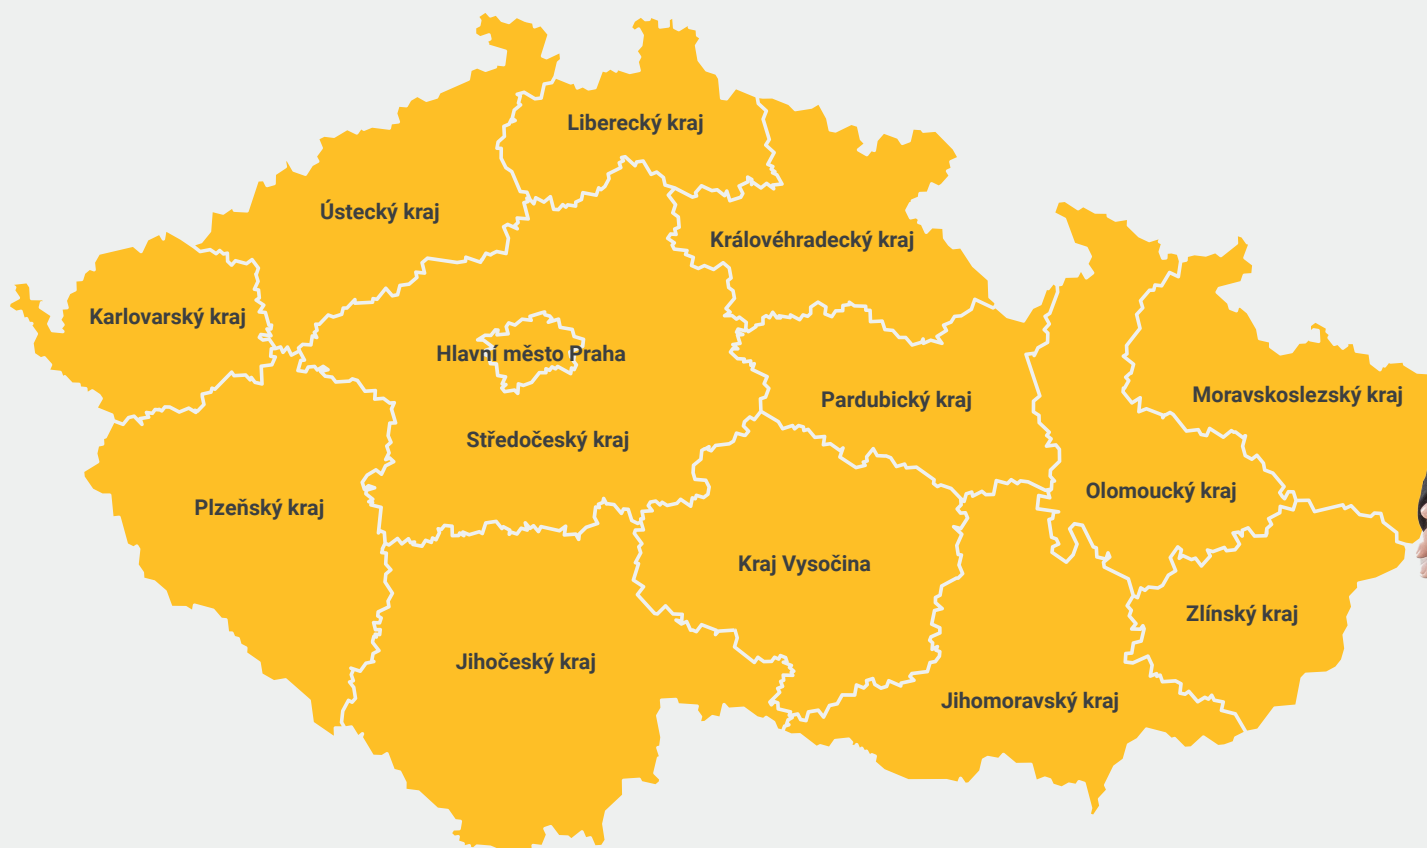 Liberecký kraj
Ústecký kraj
Královéhradecký kraj
Karlovarský kraj
Hlavní město Praha
Pardubický kraj
Moravskoslezský kraj
Středočeský kraj
Olomoucký kraj
Plzeňský kraj
Kraj Vysočina
Zlínský kraj
Jihočeský kraj
Jihomoravský kraj